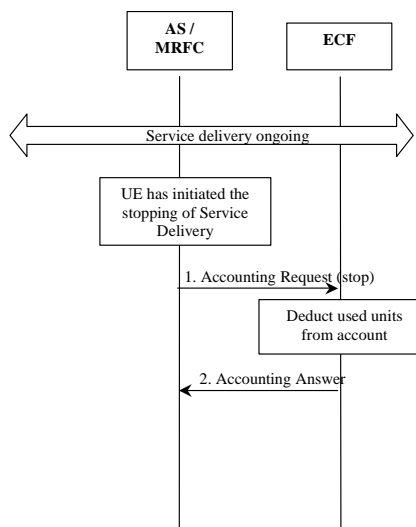 AS /
MRFC
ECF
Service delivery ongoing
UE has initiated the
stopping of Service
Delivery
1. Accounting Request (stop)
Deduct used units
from account
2. Accounting Answer